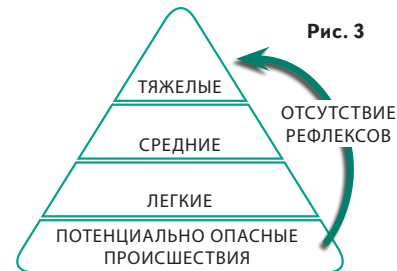 Рис. 3
ТЯЖЕЛЫЕ
ОТСУТСТВИЕ
РЕФЛЕКСОВ
СРЕДНИЕ
ЛЕГКИЕ
ПОТЕНЦИАЛЬНО ОПАСНЫЕ
ПРОИСШЕСТВИЯ